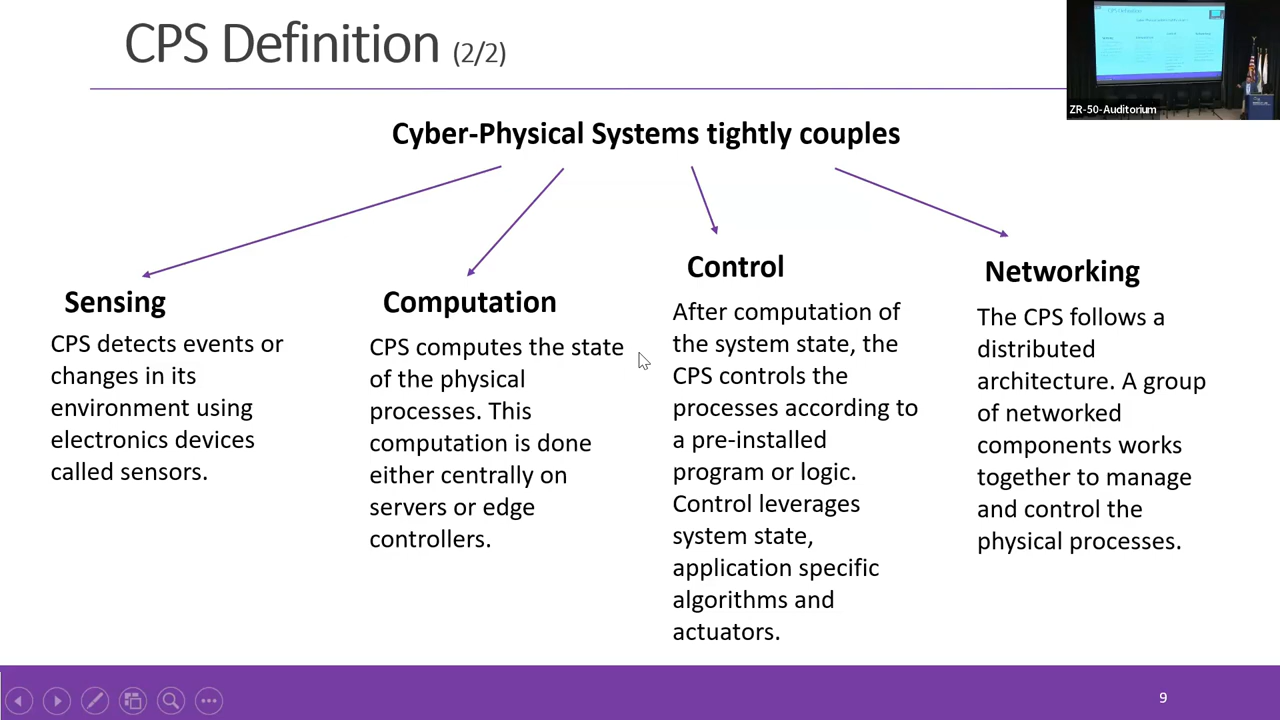 CPS Definition (2/2)
ZR-50-Auditorium
Cyber-Physical Systems tightly couples
Sensing
CPS detects events or
changes in its
environment using
electronics devices
called sensors.
Computation
CPS computes the state
of the physical
processes. This
computation is done
either centrally on
servers or edge
controllers.
Control
After computation of
the system state, the
CPS controls the
processes according to
a pre-installed
program or logic.
Control leverages
system state,
application specific
algorithms and
actuators.
Networking
The CPS follows a
distributed
architecture. A group
of networked
components works
together to manage
and control the
physical processes.
9